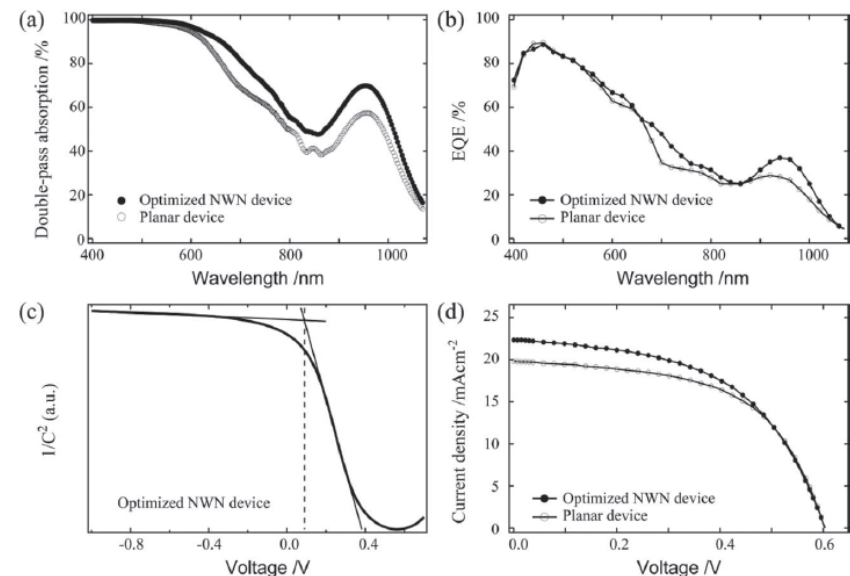 (a)
Double-pass absorption /%
100
80
60
40
20
0
Optimized NWN device
Planar device
400
600
800
1000
Wavelength /nm
(b)
EQE /%
100
80
60
40
20
0
Optimized NWN device
Planar device
400
500
600
700
800
900
1000
Wavelength /nm
(c)
1/C² (a.u.)
Optimized NWN device
-0.8
-0.4
0.0
0.4
Voltage /V
(d)
Current density /mAcm⁻²
25
20
15
10
5
0
Optimized NWN device
Planar device
0.0
0.2
0.4
0.6
Voltage /V